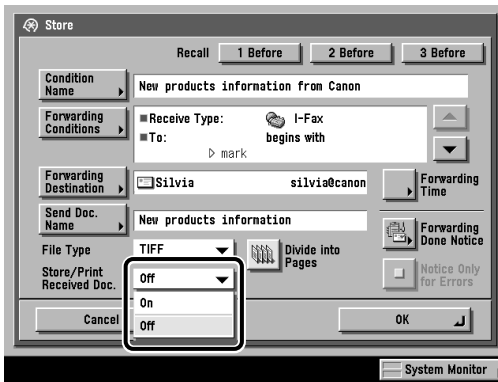 Store
Recall 1 Before 2 Before 3 Before
Condition
Name
New products information from Canon
Forwarding
Conditions
■Receive Type: I-Fax
■To: begins with
▷ mark
Forwarding
Destination
Silvia silvia@canon
Forwarding
Time
Send Doc.
Name
New products information
Forwarding
Done Notice
File Type TIFF
Divide into
Pages
Store/Print
Received Doc.
Off
On
Off
Notice Only
for Errors
Cancel OK
System Monitor